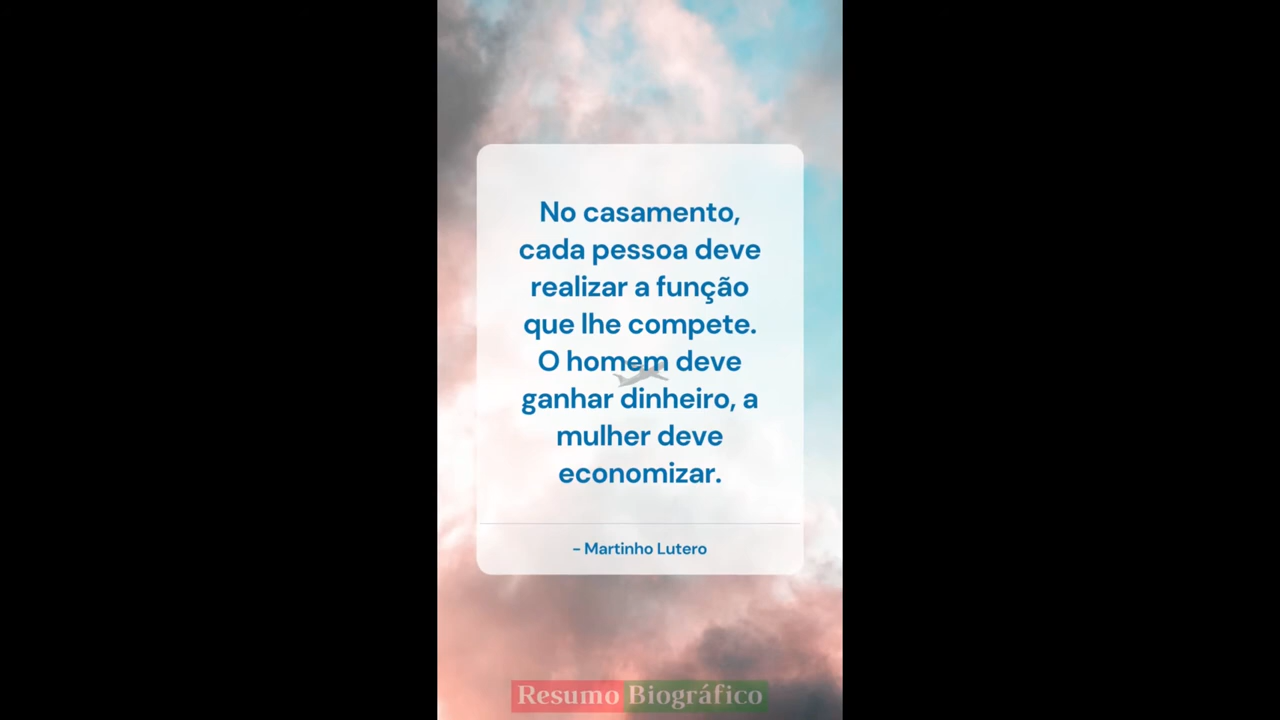 No casamento,
cada pessoa deve
realizar a função
que lhe compete.
O homem deve
ganhar dinheiro, a
mulher deve
economizar.
- Martinho Lutero
Resumo Biográfico